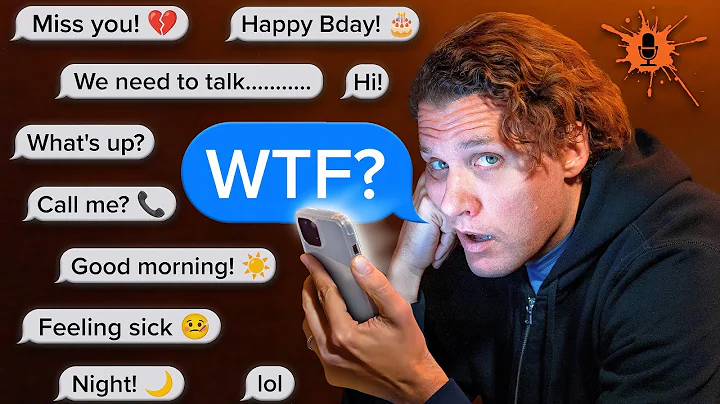 Miss you! 💔
Happy Bday! 🎂
We need to talk...........
Hi!
What's up?
WTF?
Call me? 📞
Good morning! ☀️
Feeling sick 🤒
Night! 🌙
lol